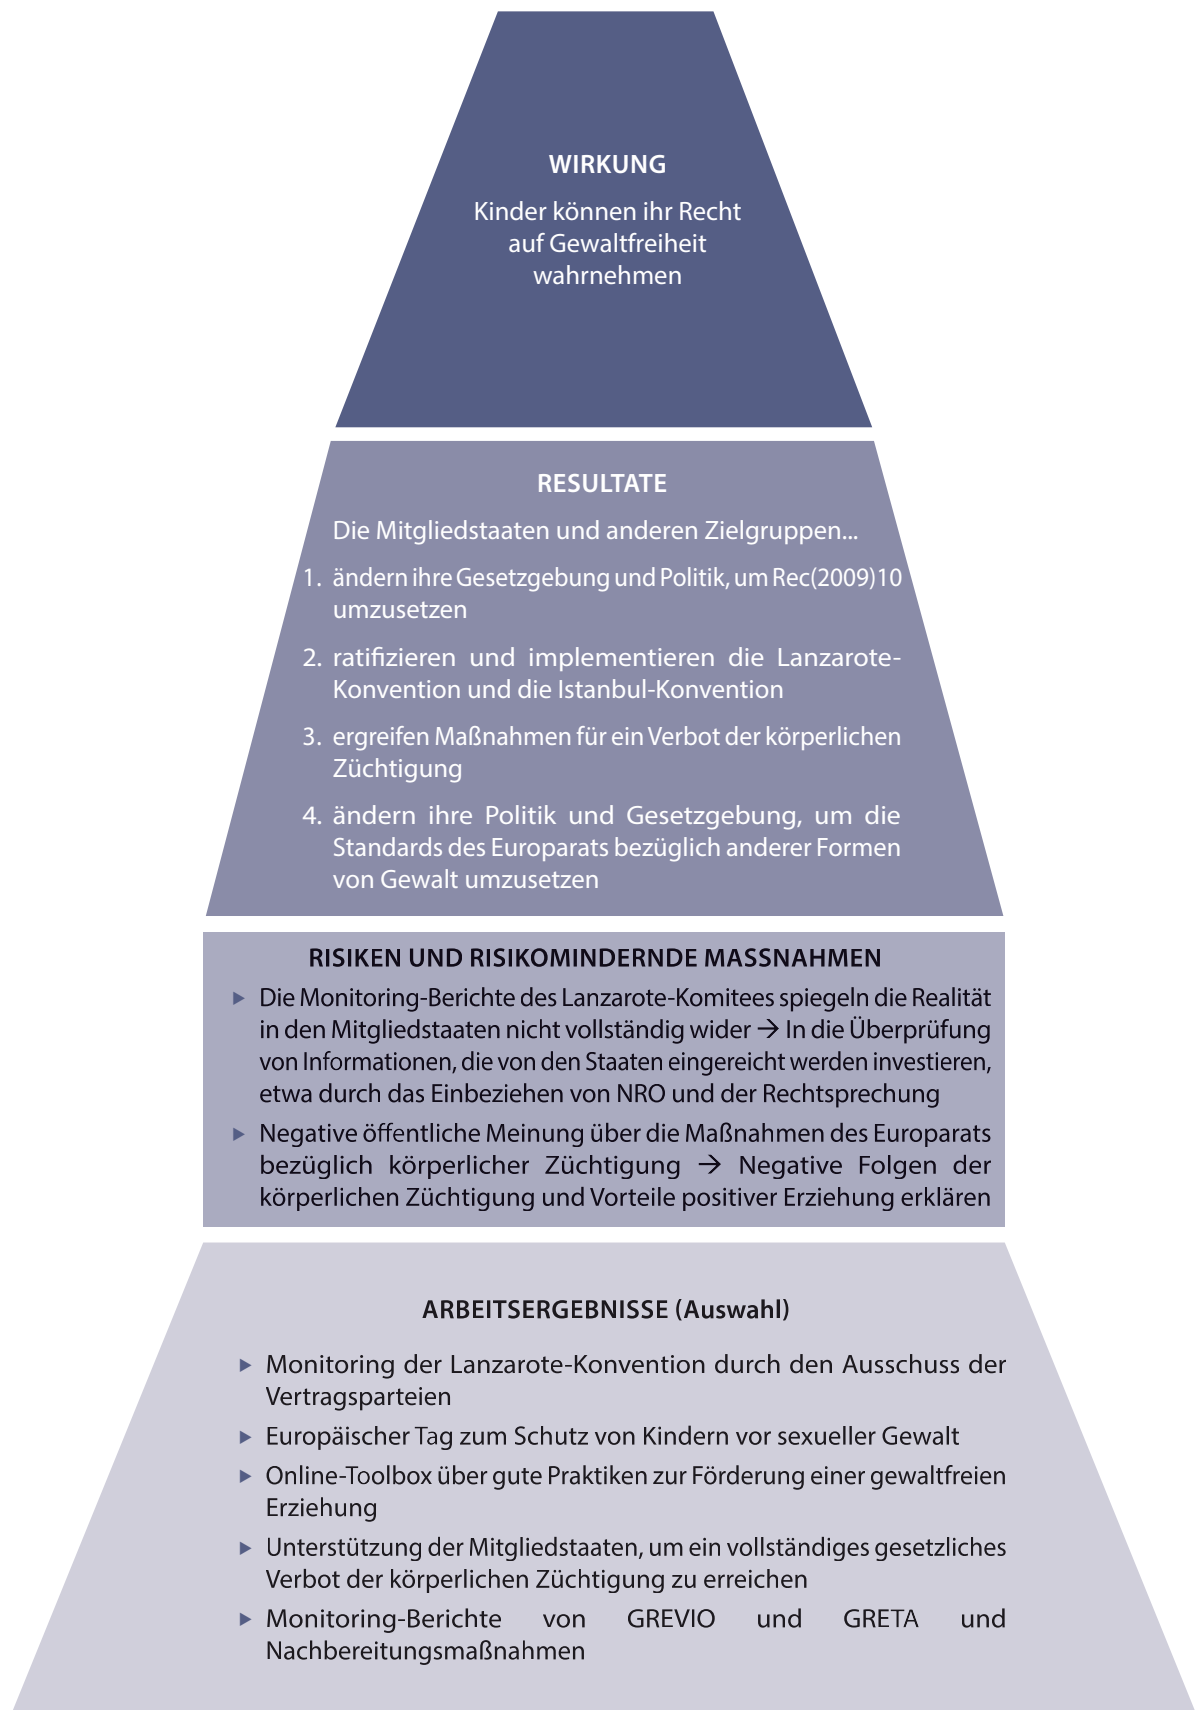 WIRKUNG
Kinder können ihr Recht
auf Gewaltfreiheit
wahrnehmen
RESULTATE
Die Mitgliedstaaten und anderen Zielgruppen...
1. ändern ihre Gesetzgebung und Politik, um Rec(2009)10
umzusetzen
2. ratifizieren und implementieren die Lanzarote-
Konvention und die Istanbul-Konvention
3. ergreifen Maßnahmen für ein Verbot der körperlichen
Züchtigung
4. ändern ihre Politik und Gesetzgebung, um die
Standards des Europarats bezüglich anderer Formen
von Gewalt umzusetzen
RISIKEN UND RISIKOMINDERNDE MASSNAHMEN
▶ Die Monitoring-Berichte des Lanzarote-Komitees spiegeln die Realität
in den Mitgliedstaaten nicht vollständig wider → In die Überprüfung
von Informationen, die von den Staaten eingereicht werden investieren,
etwa durch das Einbeziehen von NRO und der Rechtsprechung
▶ Negative öffentliche Meinung über die Maßnahmen des Europarats
bezüglich körperlicher Züchtigung → Negative Folgen der
körperlichen Züchtigung und Vorteile positiver Erziehung erklären
ARBEITSERGEBNISSE (Auswahl)
▶ Monitoring der Lanzarote-Konvention durch den Ausschuss der
Vertragsparteien
▶ Europäischer Tag zum Schutz von Kindern vor sexueller Gewalt
▶ Online-Toolbox über gute Praktiken zur Förderung einer gewaltfreien
Erziehung
▶ Unterstützung der Mitgliedstaaten, um ein vollständiges gesetzliches
Verbot der körperlichen Züchtigung zu erreichen
▶ Monitoring-Berichte von GREVIO und GRETA und
Nachbereitungsmaßnahmen